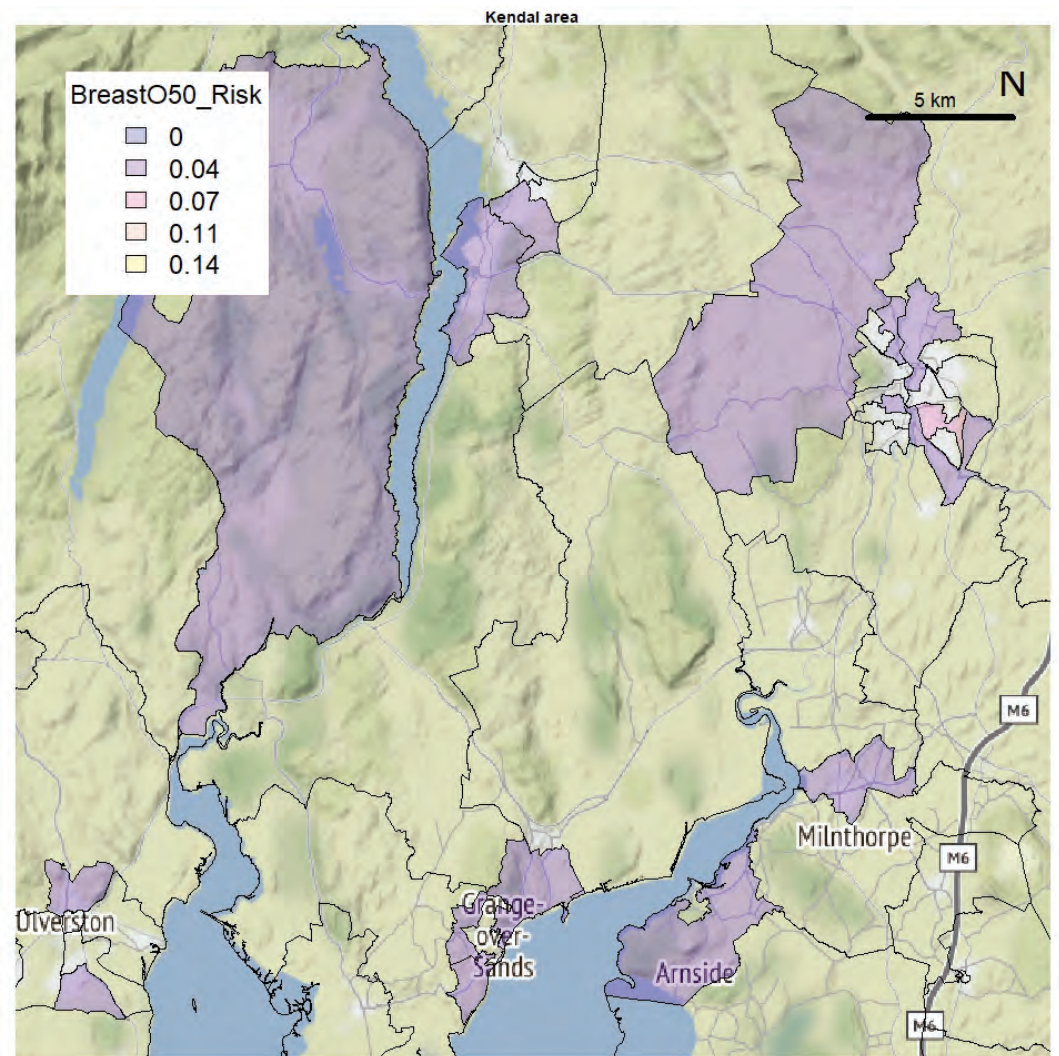 Kendal area
N
5 km
BreastO50_Risk
0
0.04
0.07
0.11
0.14
M6
Milnthorpe
M6
Ulverston
Grange-
over-
Sands
Arnside
M6